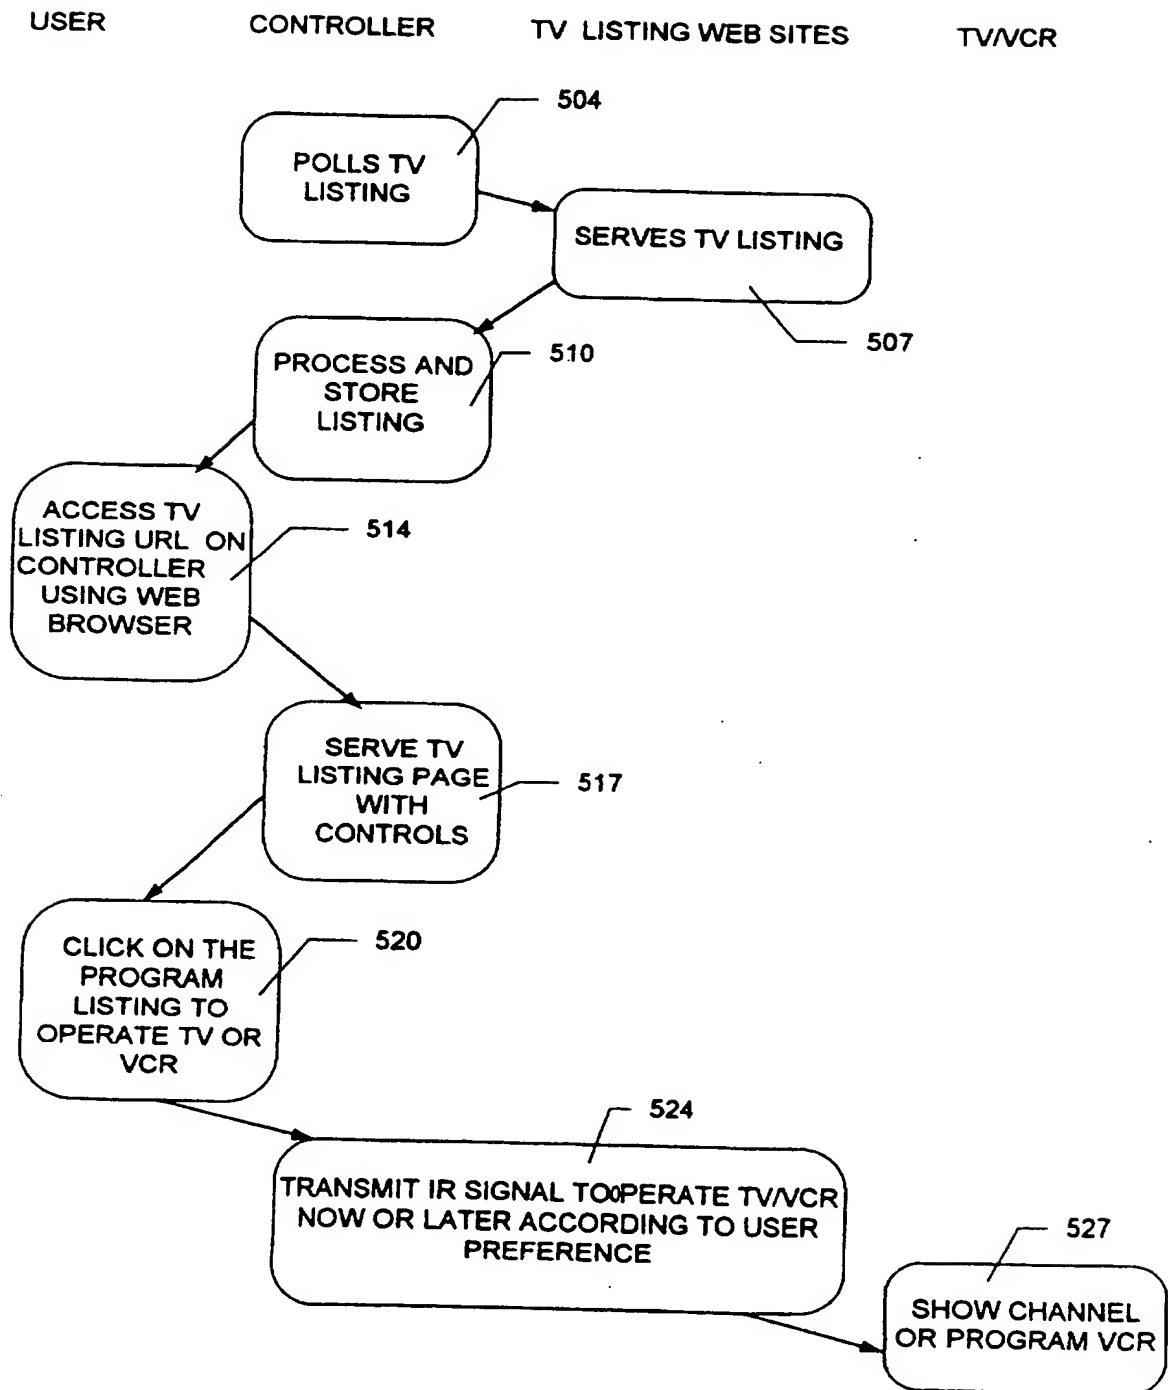 USER CONTROLLER TV LISTING WEB SITES TV/VCR
504
POLLS TV
LISTING
SERVES TV LISTING
507
PROCESS AND
STORE
LISTING
510
ACCESS TV
LISTING URL ON
CONTROLLER
USING WEB
BROWSER
514
SERVE TV
LISTING PAGE
WITH
CONTROLS
517
CLICK ON THE
PROGRAM
LISTING TO
OPERATE TV OR
VCR
520
524
TRANSMIT IR SIGNAL TO OPERATE TV/VCR
NOW OR LATER ACCORDING TO USER
PREFERENCE
527
SHOW CHANNEL
OR PROGRAM VCR